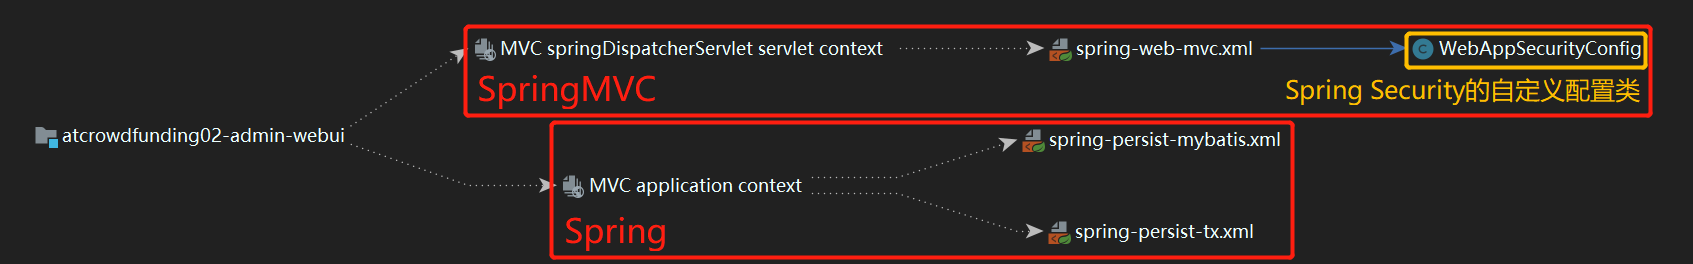 MVC springDispatcherServlet servlet context
spring-web-mvc.xml
C WebAppSecurityConfig
SpringMVC
Spring Security的自定义配置类
atcrowdfunding02-admin-webui
spring-persist-mybatis.xml
MVC application context
Spring
spring-persist-tx.xml